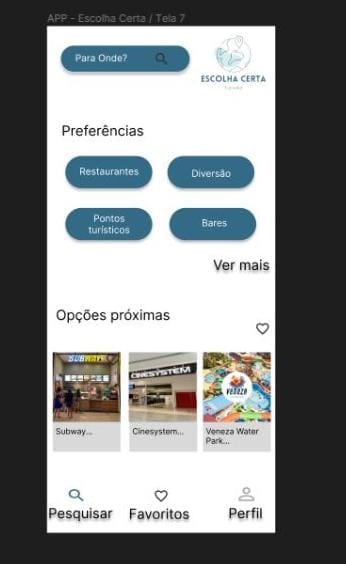 APP - Escolha Certa / Tela 7
Para Onde?
ESCOLHA CERTA
Preferências
Restaurantes
Diversão
Pontos
turísticos
Bares
Ver mais
Opções próximas
SUBWAY
CINESYSTEM
VENEZA
Subway...
Cinesystem...
Veneza Water
Park...
Pesquisar
Favoritos
Perfil